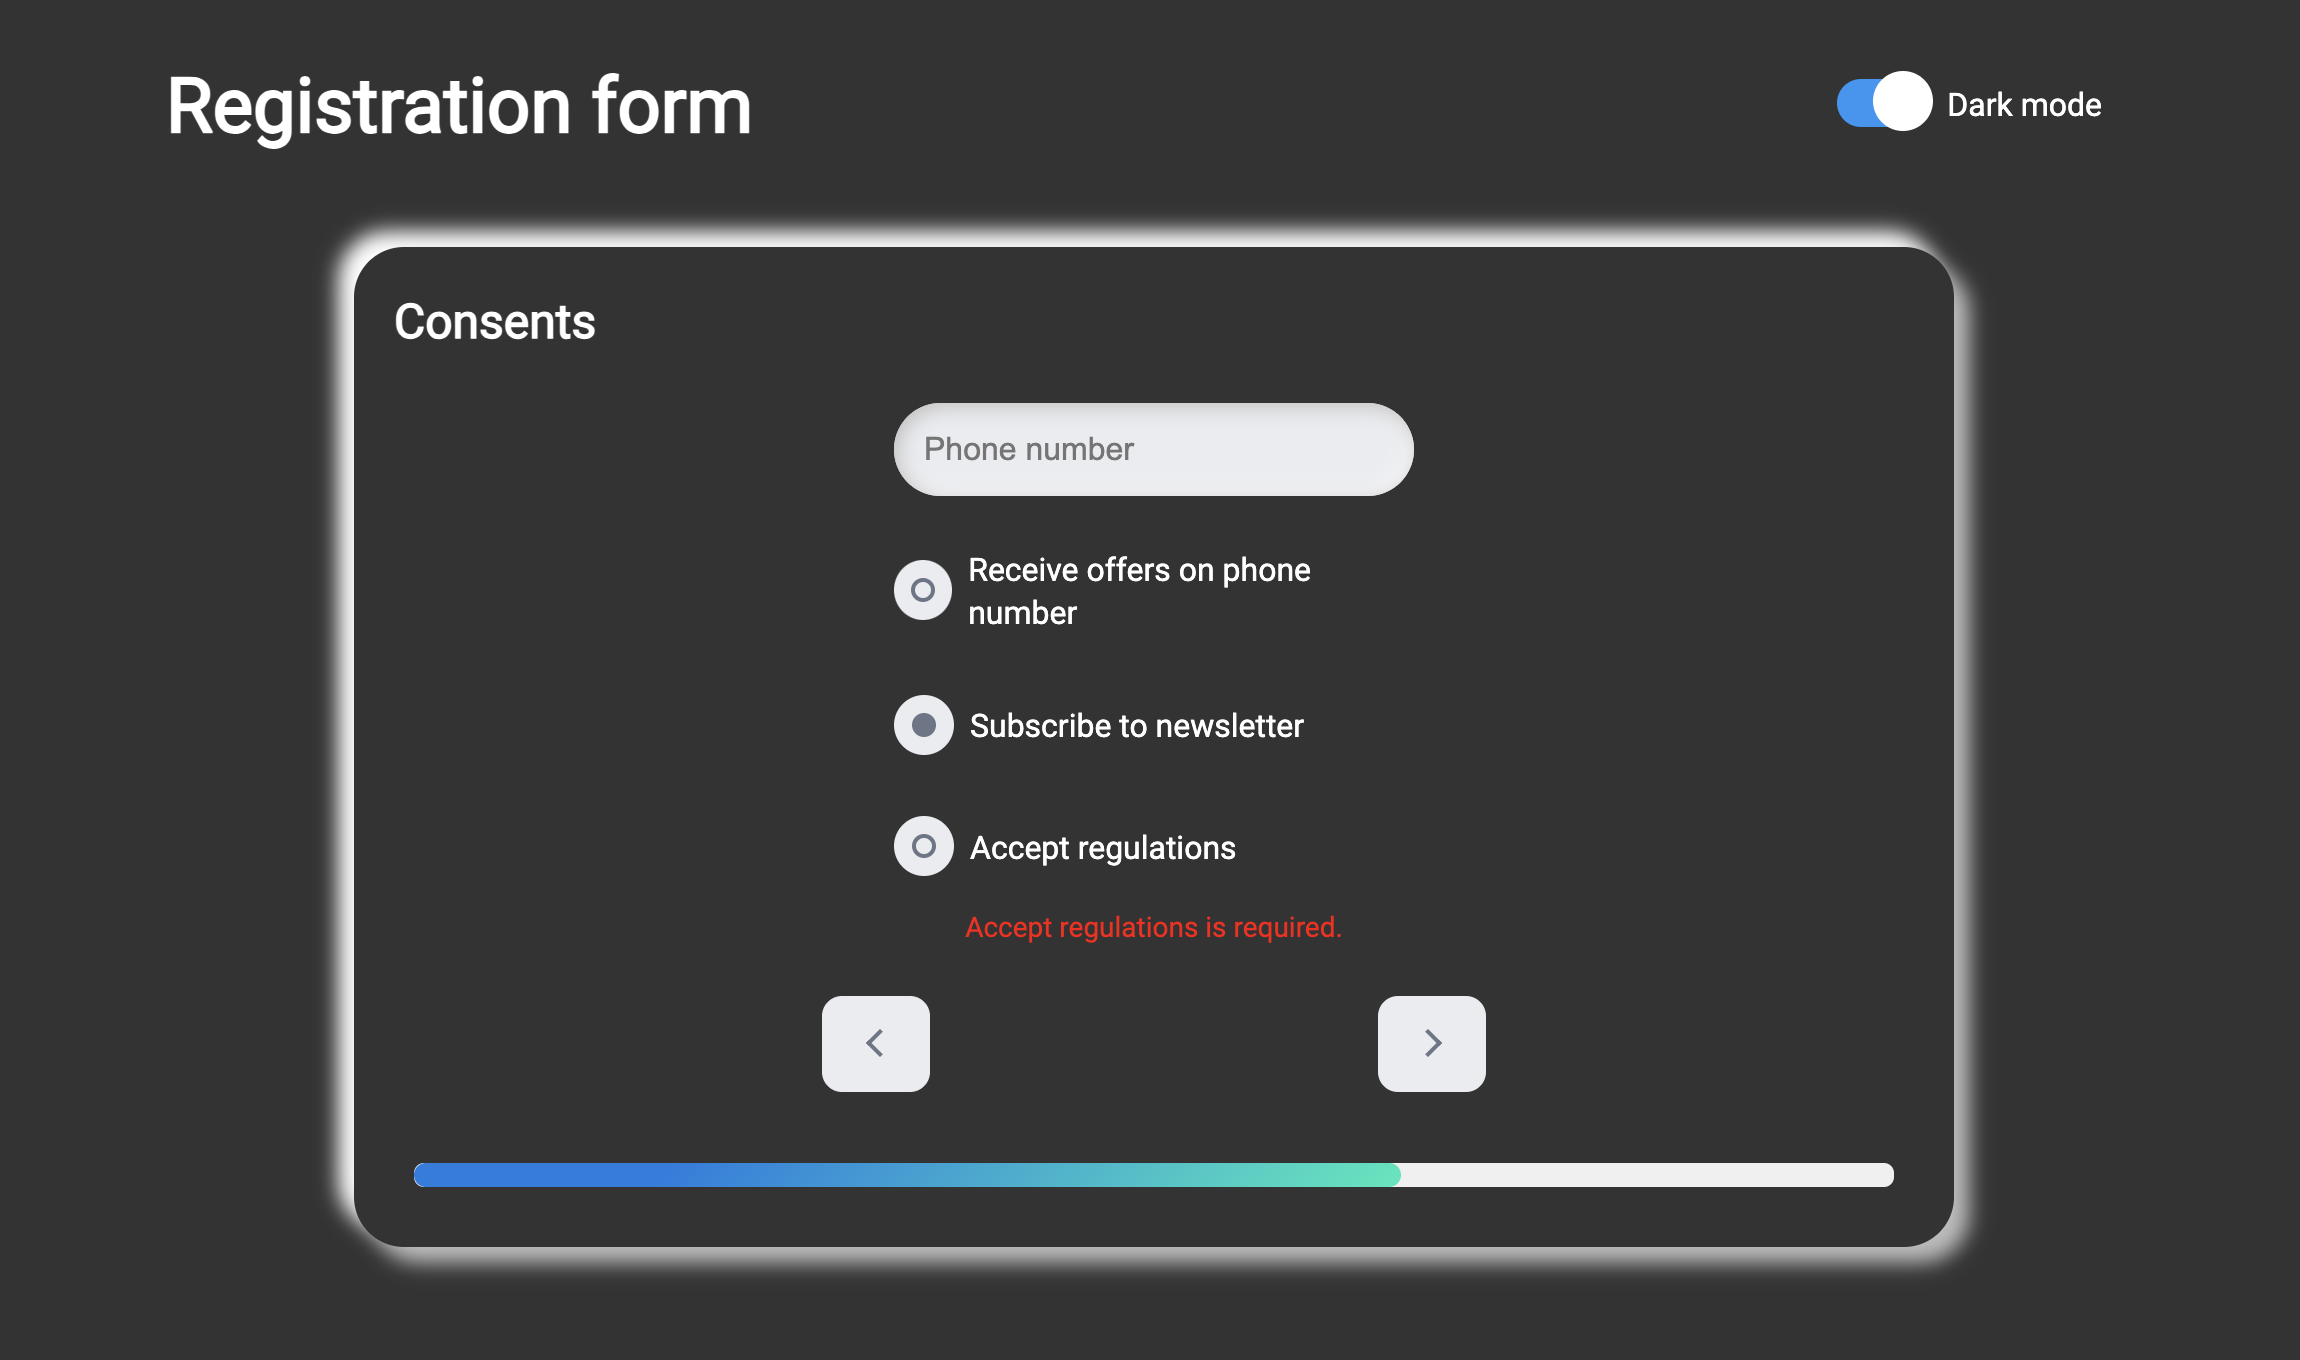 Registration form
Dark mode
Consents
Phone number
Receive offers on phone
number
Subscribe to newsletter
Accept regulations
Accept regulations is required.